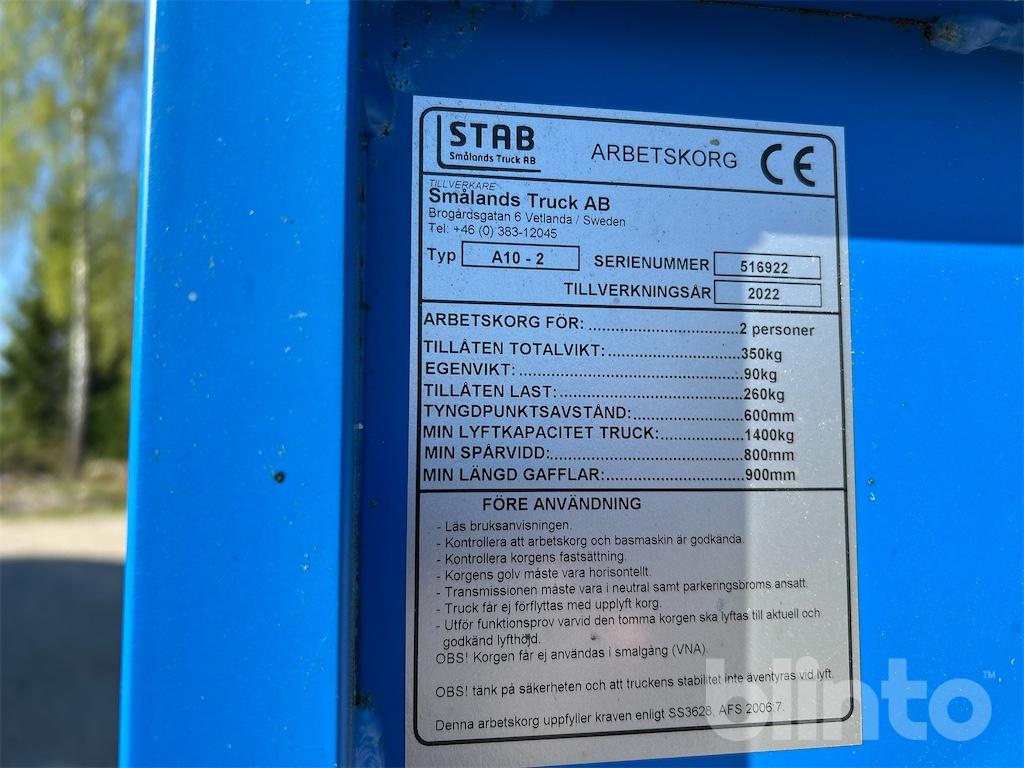 STAB
Smålands Truck AB
ARBETSKORG CE
TILLVERKARE
Smålands Truck AB
Brogårdsgatan 6 Vetlanda / Sweden
Tel: +46 (0) 383-12045
Typ A10 - 2 SERIENUMMER 516922
TILLVERKNINGSÅR 2022
ARBETSKORG FÖR:................................2 personer
TILLÅTEN TOTALVIKT:............................350kg
EGENVIKT:................................................90kg
TILLÅTEN LAST:.......................................260kg
TYNGDPUNKTSAVSTÅND:.......................600mm
MIN LYFTKAPACITET TRUCK:.................1400kg
MIN SPÅRVIDD:........................................800mm
MIN LÄNGD GAFFLAR:.............................900mm
FÖRE ANVÄNDNING
- Läs bruksanvisningen.
- Kontrollera att arbetskorg och basmaskin är godkända.
- Kontrollera korgens fastsättning.
- Korgens golv måste vara horisontellt.
- Transmissionen måste vara i neutral samt parkeringsbroms ansatt.
- Truck får ej förflyttas med upplyft korg.
- Utför funktionsprov varvid den tomma korgen ska lyftas till aktuell och
godkänd lyfthöjd.
OBS! Korgen får ej användas i smalgång (VNA).
OBS! tänk på säkerheten och att truckens stabilitet inte äventyras vid lyft.
Denna arbetskorg uppfyller kraven enligt SS3628, AFS 2006:7.
blinto™